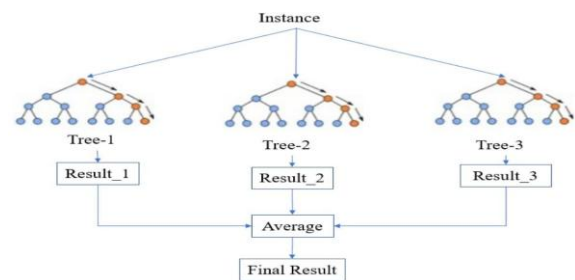 Instance
Tree-1
Tree-2
Tree-3
Result_1
Result_2
Result_3
Average
Final Result